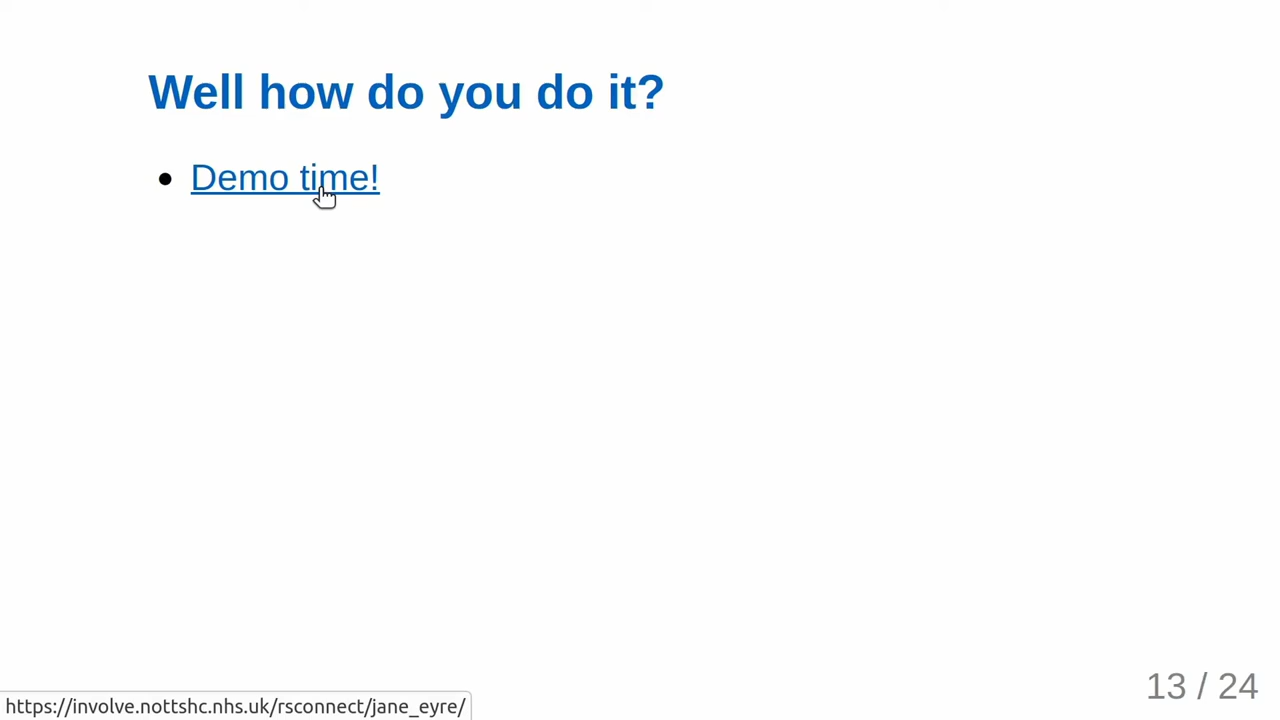 Well how do you do it?
Demo time!
13 / 24
https://involve.nottshc.nhs.uk/rsconnect/jane_eyre/